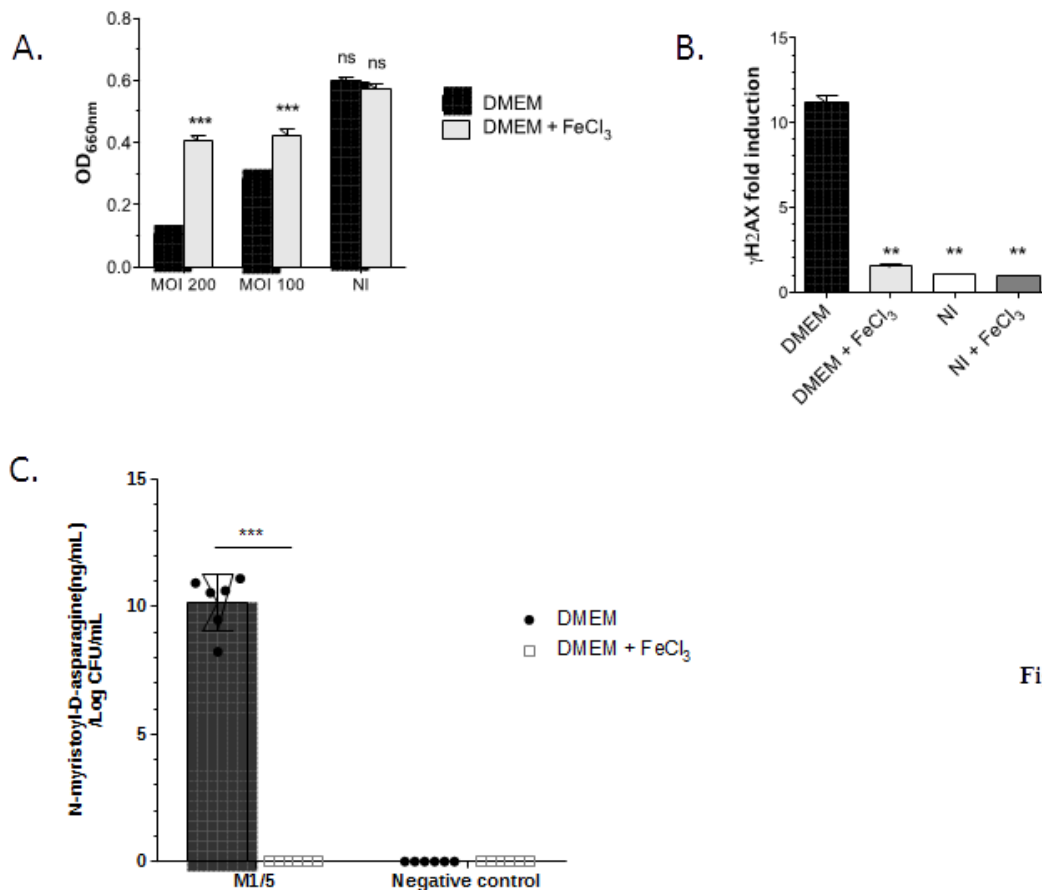 A.
0.8
0.6
0.4
0.2
0.0
OD660nm
***
***
ns
ns
MOI 200
MOI 100
NI
DMEM
DMEM + FeCl3
B.
15
10
5
0
γH2AX fold induction
**
**
**
DMEM
DMEM + FeCl3
NI
NI + FeCl3
C.
15
10
5
0
N-myristoyl-D-asparagine(ng/mL)
/Log CFU/mL
***
M1/5
Negative control
DMEM
DMEM + FeCl3
Fi